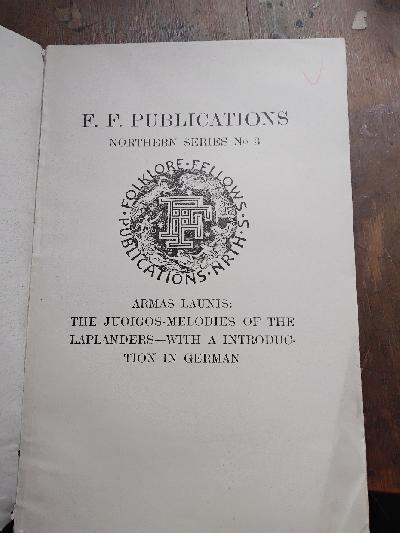 F. F. PUBLICATIONS
NORTHERN SERIES No 3
FOLKLORE·FELLOWS·
PUBLICATIONS·NRTH·S·
FF
ARMAS LAUNIS:
THE JUOIGOS-MELODIES OF THE
LAPLANDERS—WITH A INTRODUC-
TION IN GERMAN